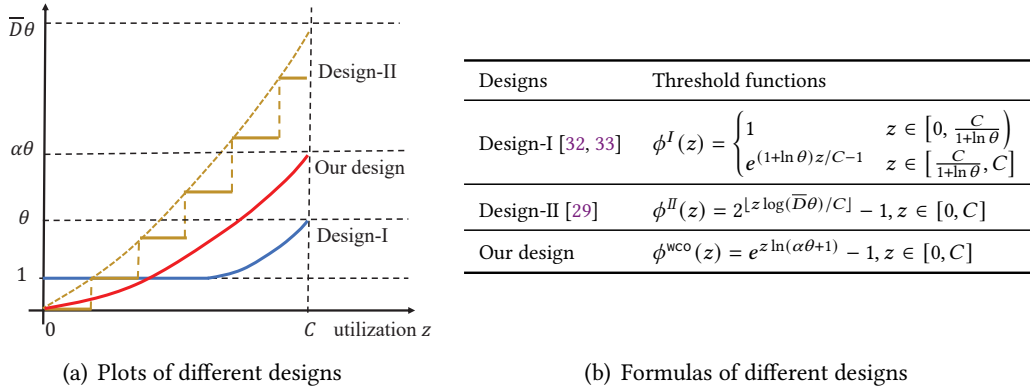 D̅θ
Design-II
αθ
Our design
θ
Design-I
1
0
C
utilization z
(a) Plots of different designs
Designs Threshold functions
Design-I [32, 33] ϕ^I(z) = { 1 z ∈ [0, C/(1+ln θ))
e^{(1+ln θ)z/C−1} z ∈ [C/(1+ln θ), C]
Design-II [29] ϕ^II(z) = 2^{⌊z log(D̅θ)/C⌋} − 1, z ∈ [0, C]
Our design ϕ^wco(z) = e^{z ln(αθ+1)} − 1, z ∈ [0, C]
(b) Formulas of different designs